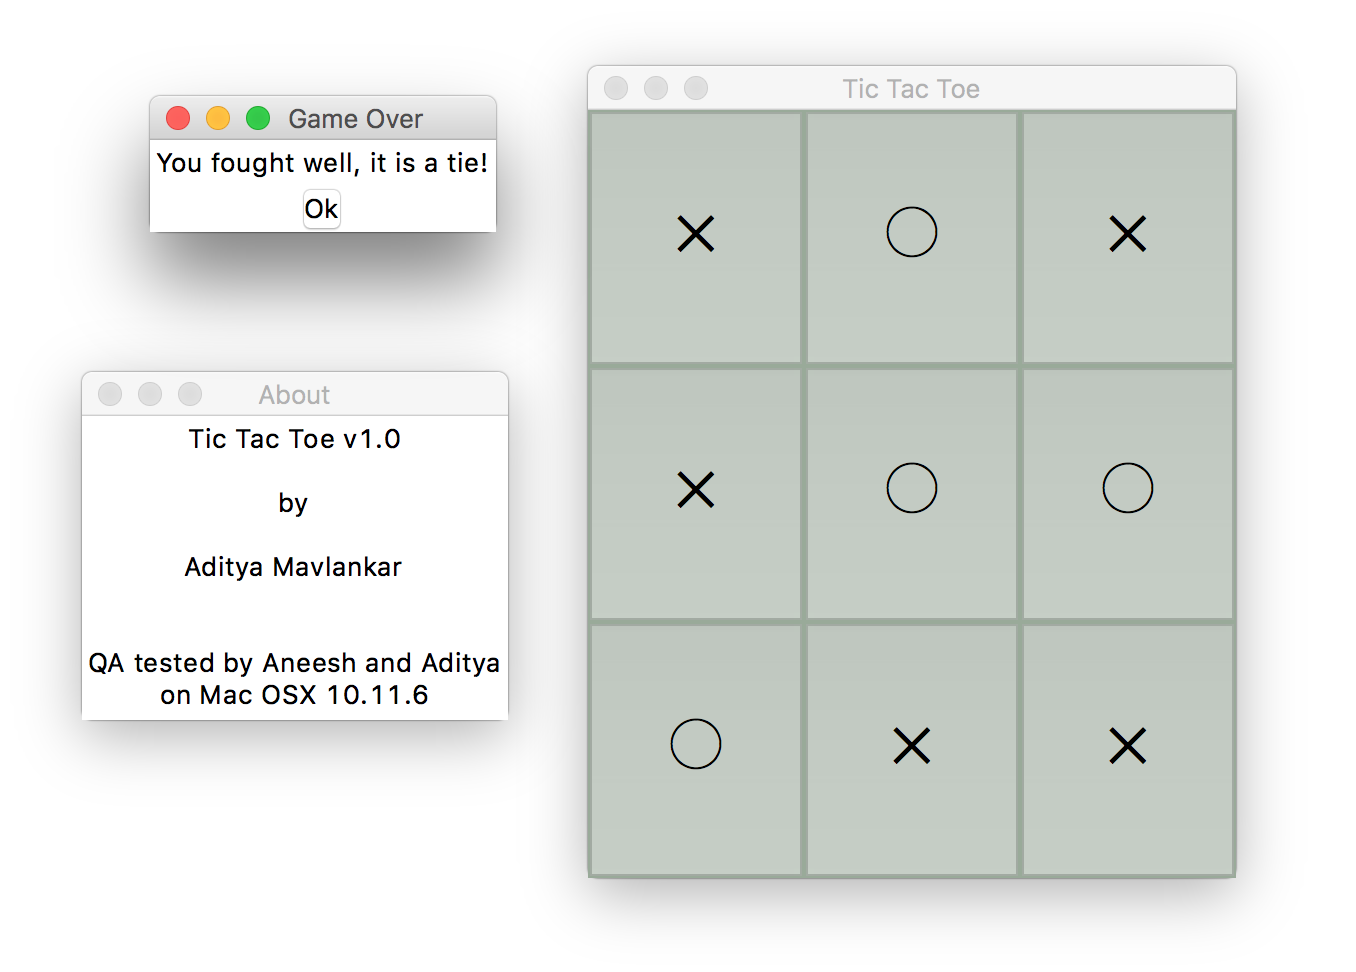 Game Over
You fought well, it is a tie!
Ok
About
Tic Tac Toe v1.0
by
Aditya Mavlankar
QA tested by Aneesh and Aditya
on Mac OSX 10.11.6
Tic Tac Toe
× ○ ×
× ○ ○
○ × ×